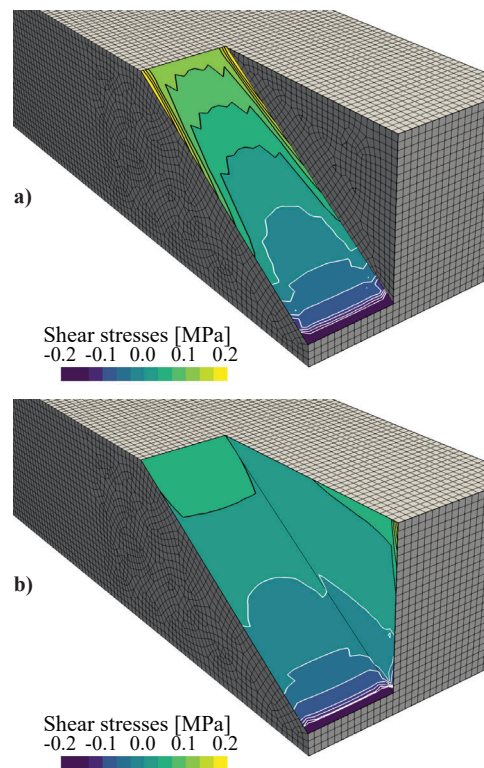 a)
Shear stresses [MPa]
-0.2 -0.1 0.0 0.1 0.2
b)
Shear stresses [MPa]
-0.2 -0.1 0.0 0.1 0.2